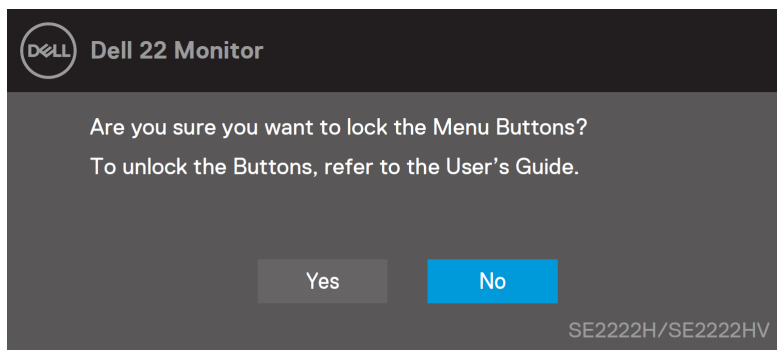 DELL
Dell 22 Monitor
Are you sure you want to lock the Menu Buttons?
To unlock the Buttons, refer to the User’s Guide.
Yes
No
SE2222H/SE2222HV